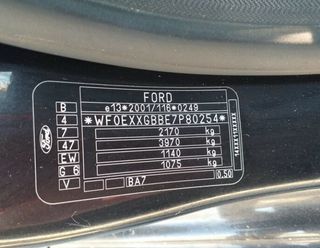 FORD
B e13*2001/116*0249
4 *WF0EXXGBBE7P80254*
7 2170 kg
47 3970 kg
EW 1140 kg
G 6 1075 kg
V BA7 0.50
Ford